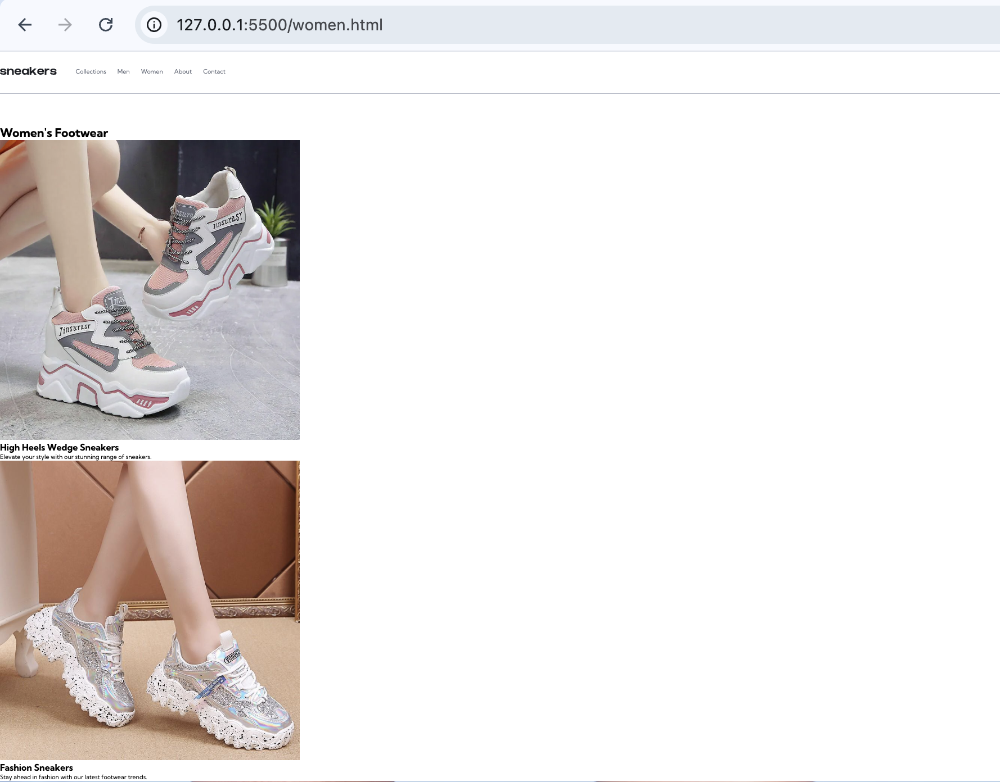 127.0.0.1:5500/women.html
sneakers Collections Men Women About Contact
Women's Footwear
Jinsurasr
Jinsurasr
High Heels Wedge Sneakers
Elevate your style with our stunning range of sneakers.
VOGUES
Fashion Sneakers
Stay ahead in fashion with our latest footwear trends.